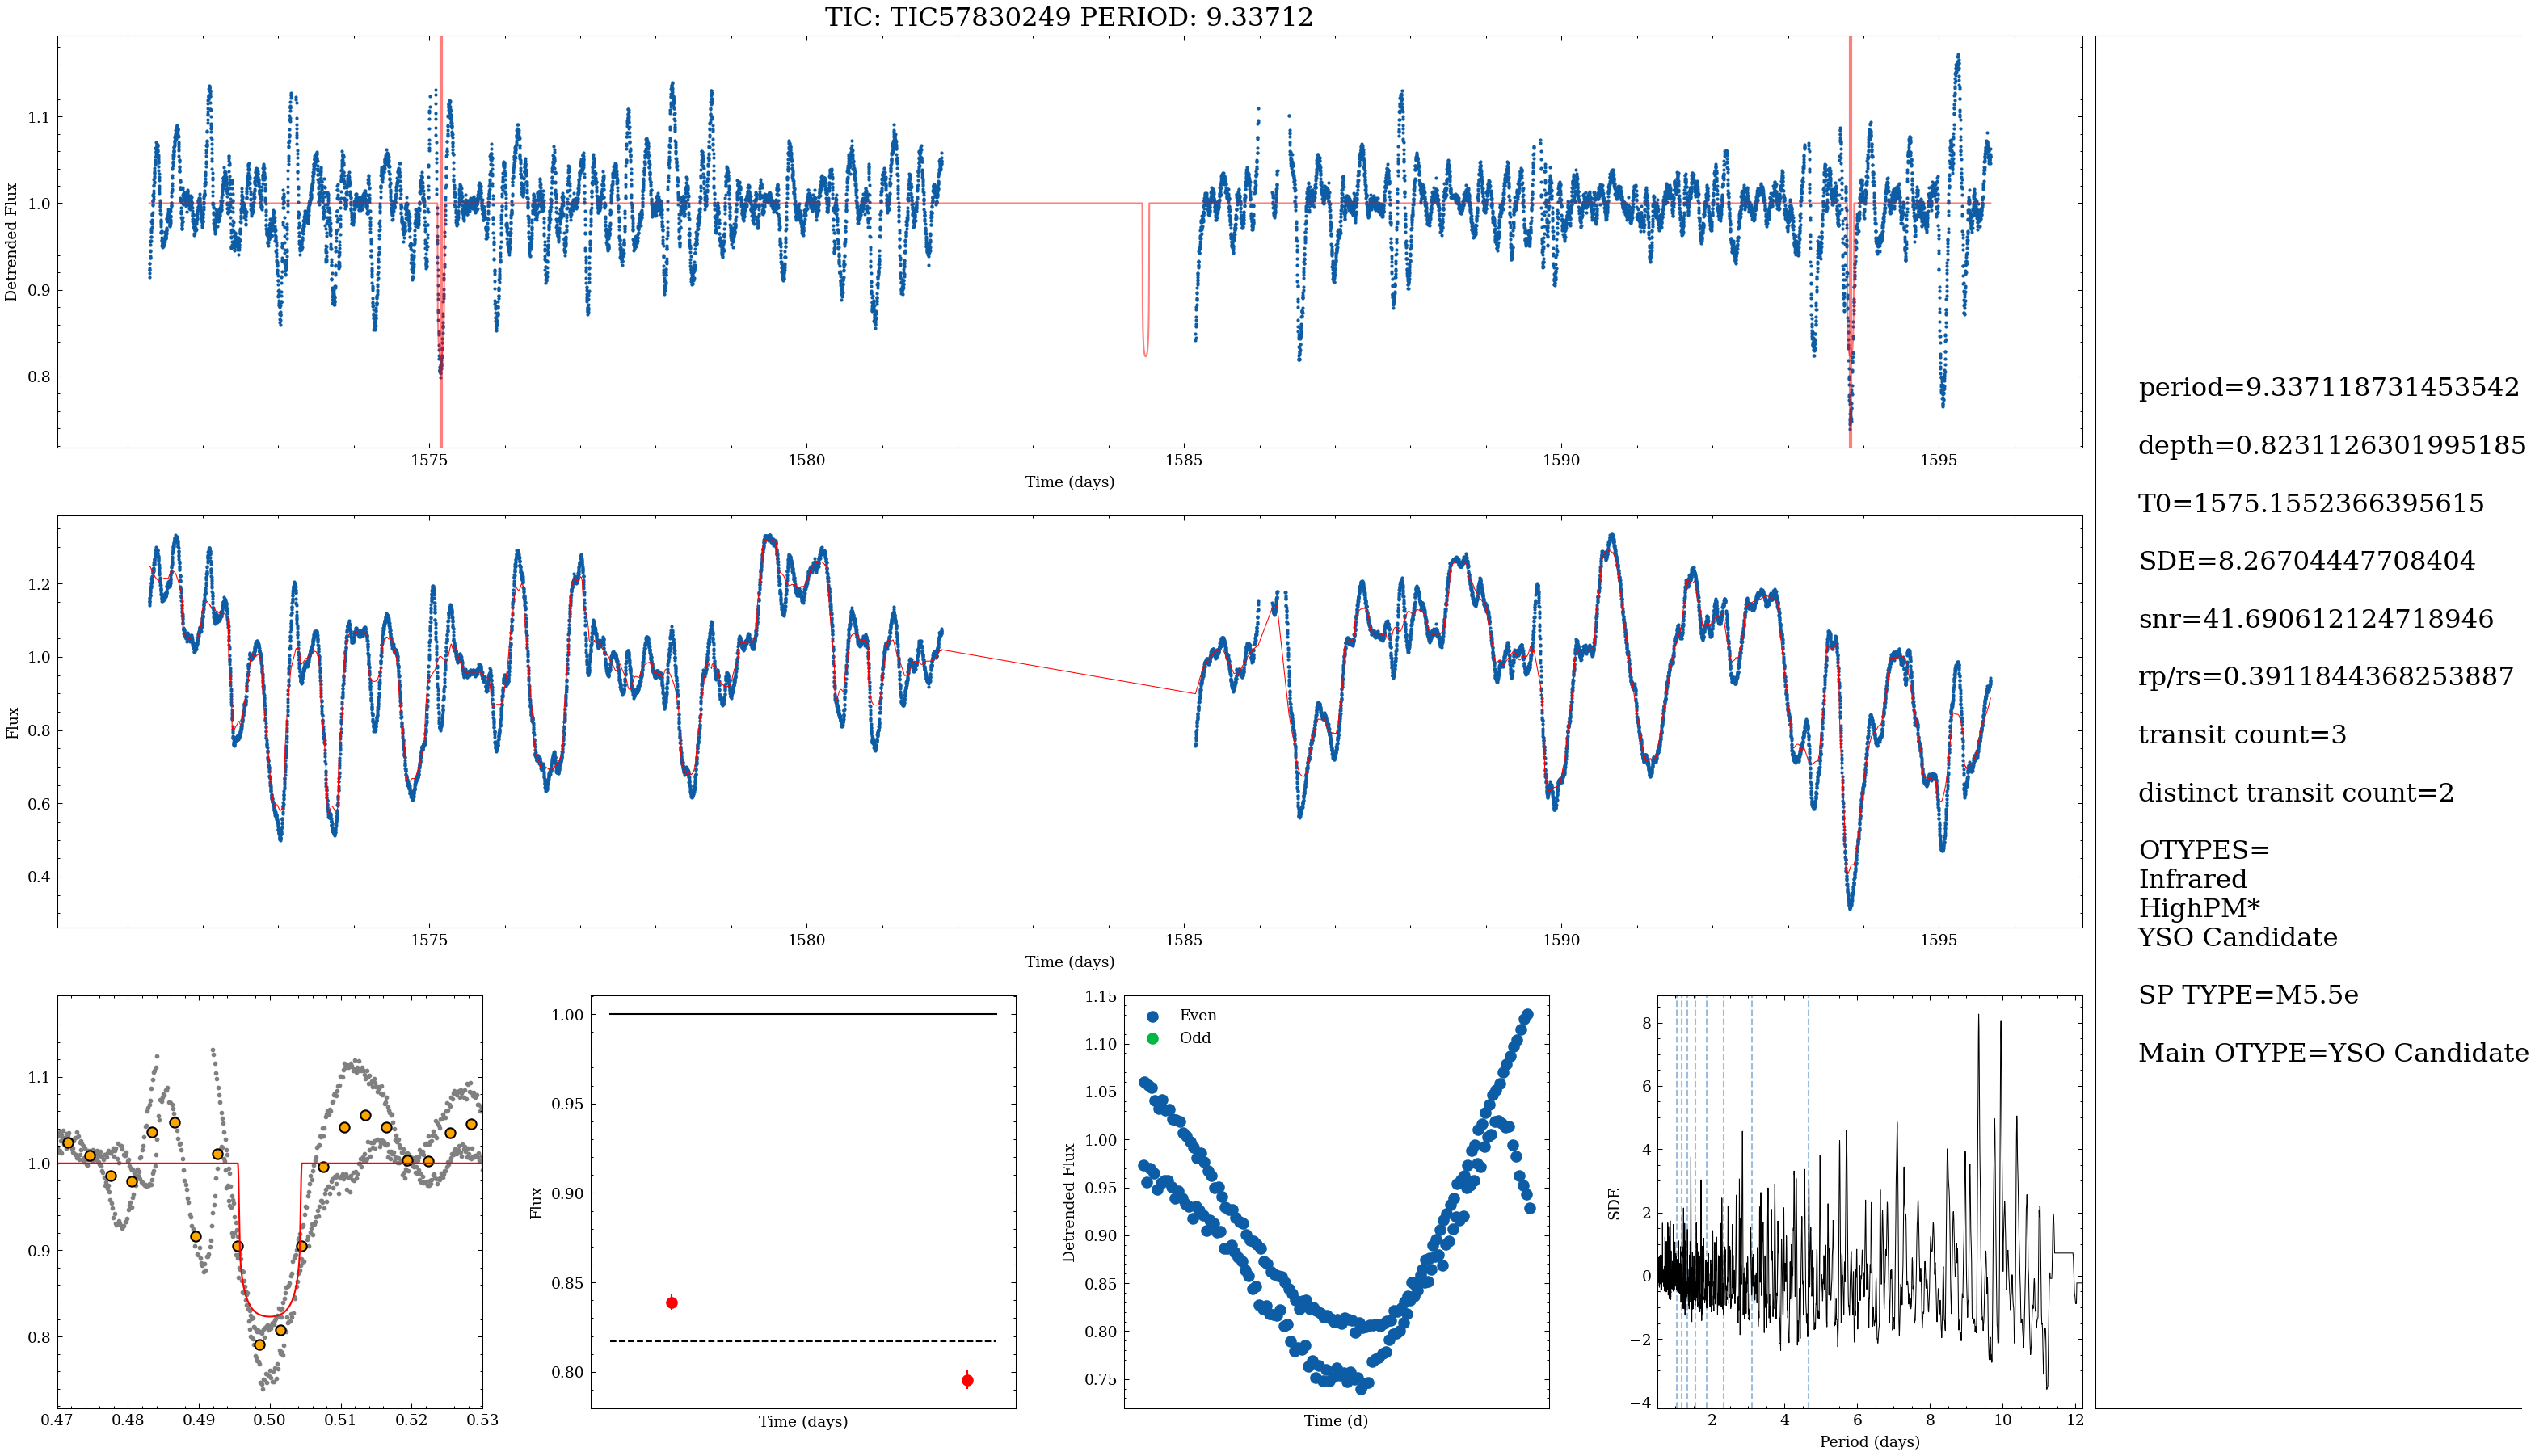 TIC: TIC57830249 PERIOD: 9.33712
Detrended Flux
1.1
1.0
0.9
0.8
1575
1580
1585
1590
1595
Time (days)
Flux
1.2
1.0
0.8
0.6
0.4
1575
1580
1585
1590
1595
Time (days)
1.1
1.0
0.9
0.8
0.47
0.48
0.49
0.50
0.51
0.52
0.53
Flux
1.00
0.95
0.90
0.85
0.80
Time (days)
Detrended Flux
1.15
1.10
1.05
1.00
0.95
0.90
0.85
0.80
0.75
Even
Odd
Time (d)
SDE
8
6
4
2
0
−2
−4
2
4
6
8
10
12
Period (days)
period=9.337118731453542
depth=0.8231126301995185
T0=1575.1552366395615
SDE=8.26704447708404
snr=41.690612124718946
rp/rs=0.3911844368253887
transit count=3
distinct transit count=2
OTYPES=
Infrared
HighPM*
YSO Candidate
SP TYPE=M5.5e
Main OTYPE=YSO Candidate